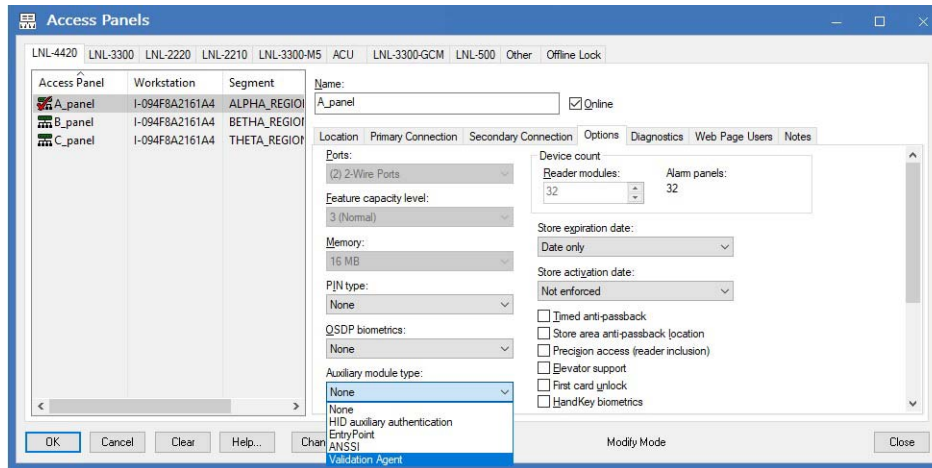 Access Panels
LNL-4420 LNL-3300 LNL-2220 LNL-2210 LNL-3300-M5 ACU LNL-3300-GCM LNL-500 Other Offline Lock
Access Panel Workstation Segment
A_panel I-094F8A2161A4 ALPHA_REGIO
B_panel I-094F8A2161A4 BETHA_REGIO
C_panel I-094F8A2161A4 THETA_REGION
Name:
A_panel
Online
Location Primary Connection Secondary Connection Options Diagnostics Web Page Users Notes
Ports:
(2) 2-Wire Ports
Feature capacity level:
3 (Normal)
Memory:
16 MB
PIN type:
None
OSDP biometrics:
None
Auxiliary module type:
None
None
HID auxiliary authentication
EntryPoint
ANSSI
Validation Agent
Device count
Reader modules: Alarm panels:
32 32
Store expiration date:
Date only
Store activation date:
Not enforced
Timed anti-passback
Store area anti-passback location
Precision access (reader inclusion)
Elevator support
First card unlock
HandKey biometrics
OK Cancel Clear Help... Chan Modify Mode Close